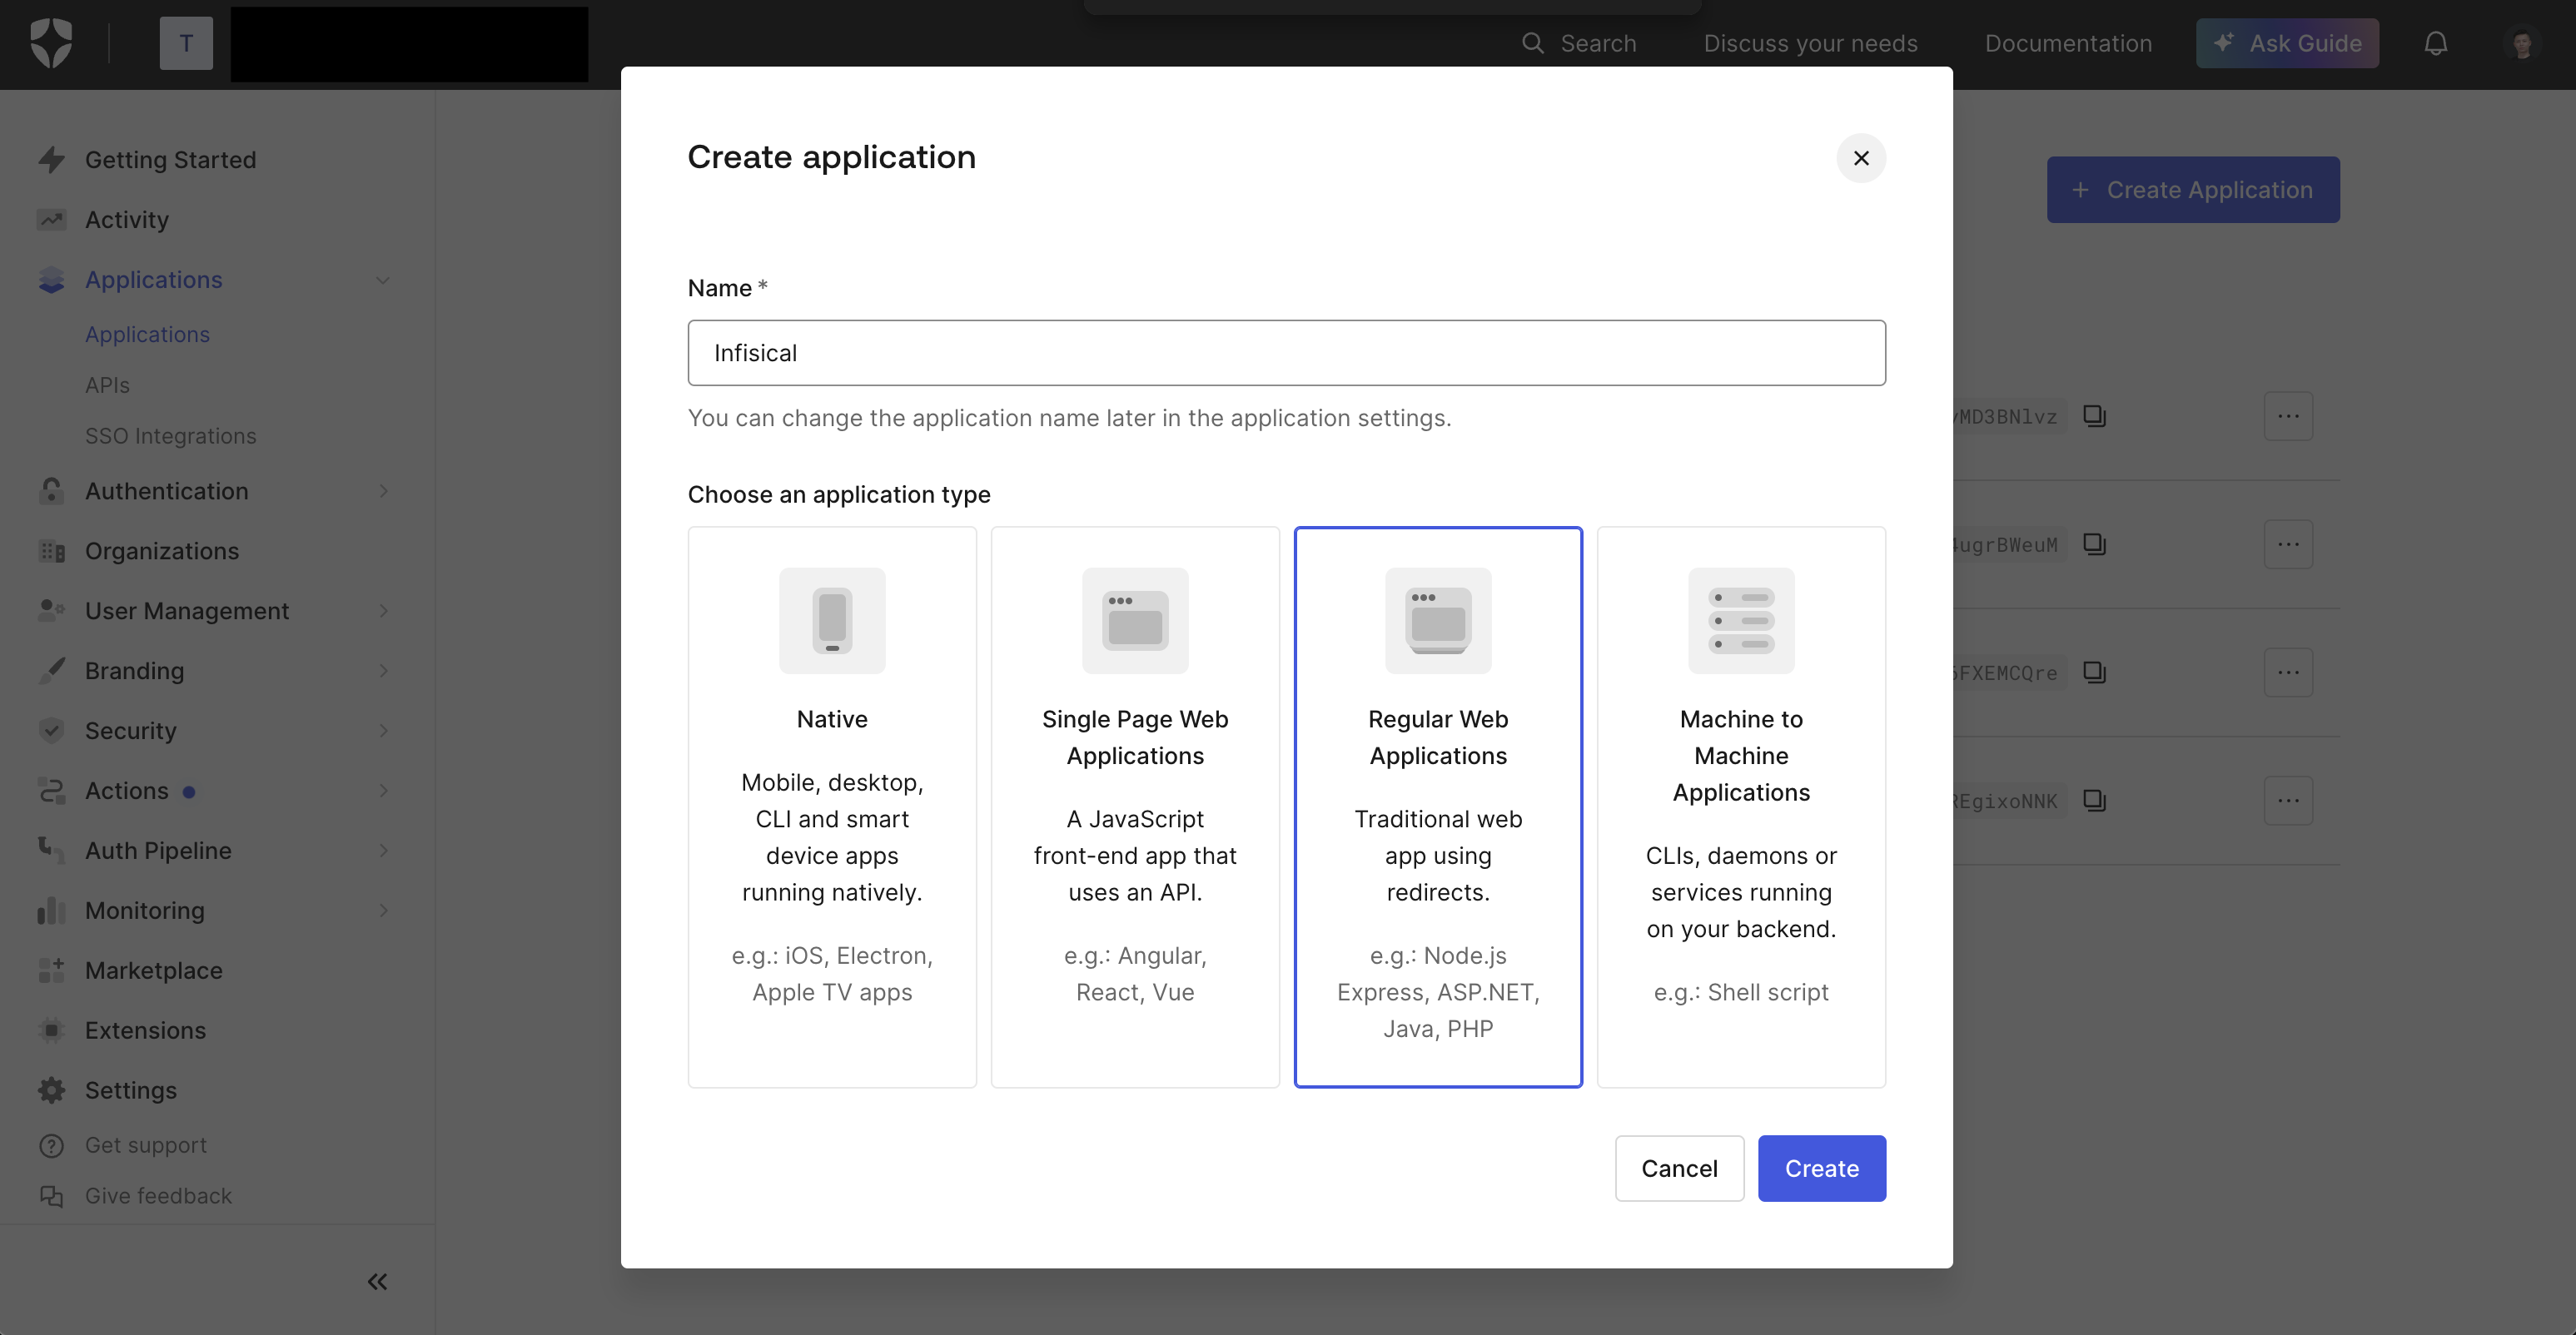 T
Search
Discuss your needs
Documentation
Ask Guide
Getting Started
Activity
Applications
Applications
APIs
SSO Integrations
Authentication
Organizations
User Management
Branding
Security
Actions
Auth Pipeline
Monitoring
Marketplace
Extensions
Settings
Get support
Give feedback
+ Create Application
MD3BNlvz
ugrBWeuM
FXEMCQre
EgixoNNK
Create application
Name *
Infisical
You can change the application name later in the application settings.
Choose an application type
Native
Mobile, desktop,
CLI and smart
device apps
running natively.
e.g.: iOS, Electron,
Apple TV apps
Single Page Web
Applications
A JavaScript
front-end app that
uses an API.
e.g.: Angular,
React, Vue
Regular Web
Applications
Traditional web
app using
redirects.
e.g.: Node.js
Express, ASP.NET,
Java, PHP
Machine to
Machine
Applications
CLIs, daemons or
services running
on your backend.
e.g.: Shell script
Cancel
Create